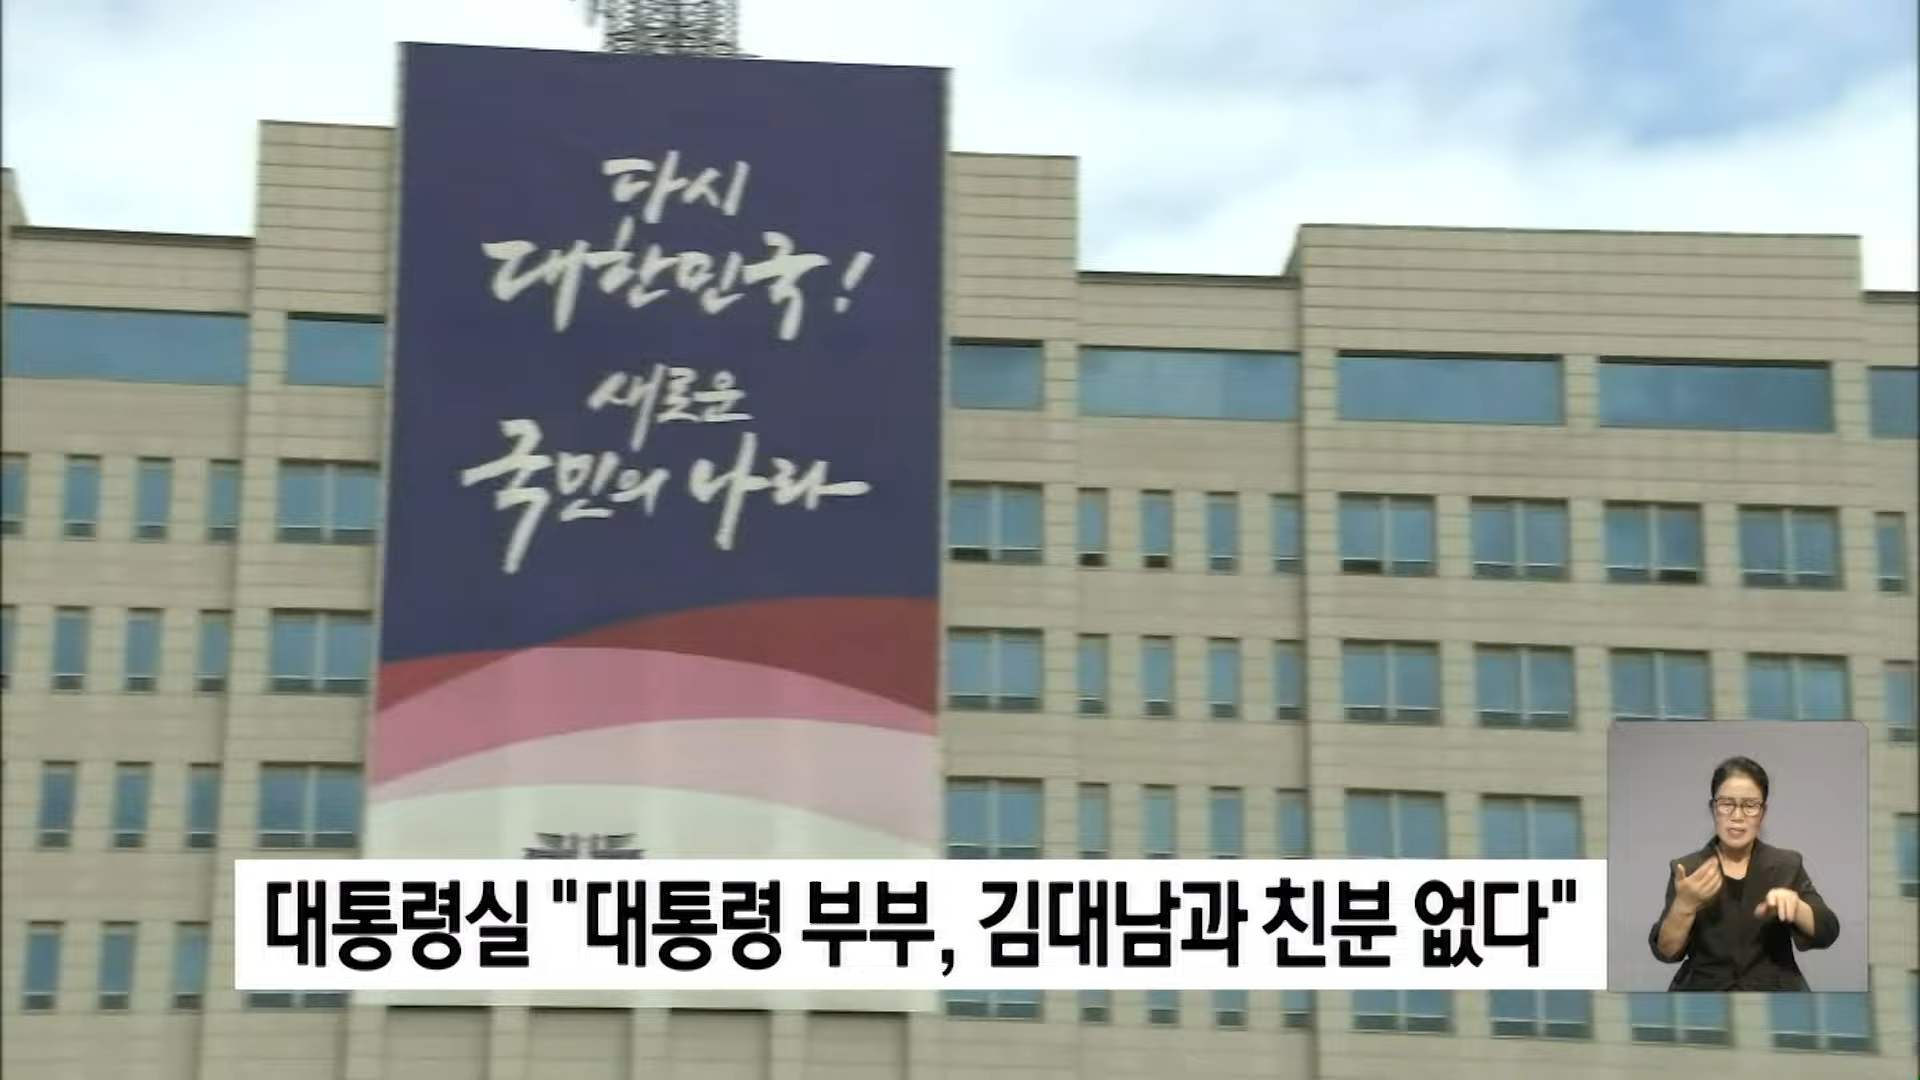 다시
대한민국!
새로운
국민의 나라
대통령실 "대통령 부부, 김대남과 친분 없다"